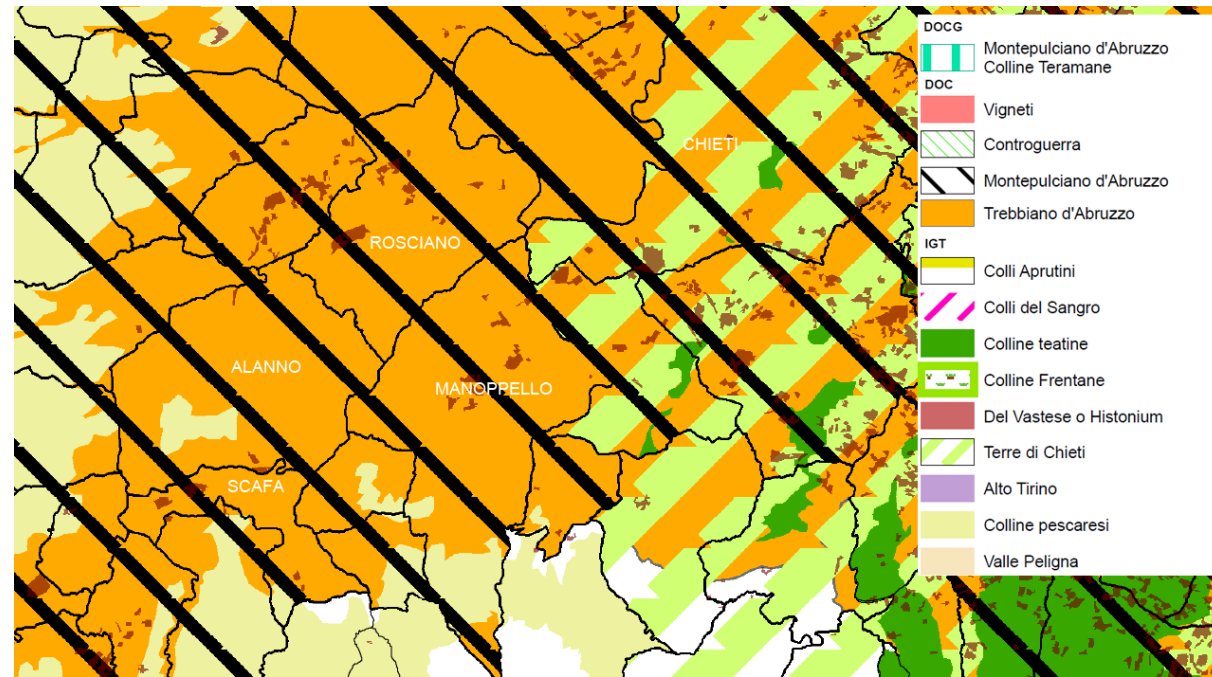 DOCG
Montepulciano d'Abruzzo
Colline Teramane
DOC
Vigneti
Controguerra
Montepulciano d'Abruzzo
Trebbiano d'Abruzzo
IGT
Colli Aprutini
Colli del Sangro
Colline teatine
Colline Frentane
Del Vastese o Histonium
Terre di Chieti
Alto Tirino
Colline pescaresi
Valle Peligna
CHIETI
ROSCIANO
ALANNO
MANOPPELLO
SCAFA